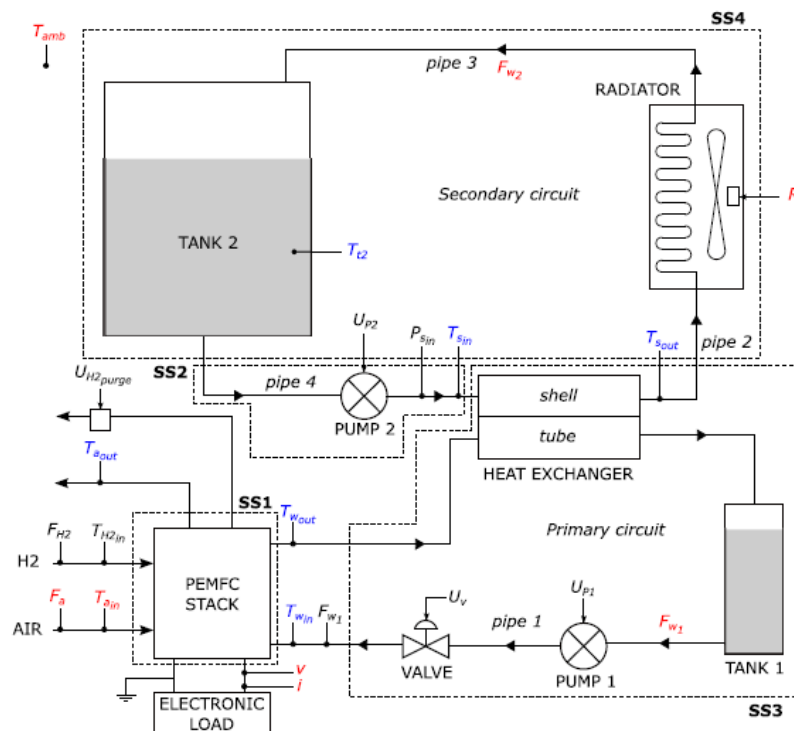 SS4
T_amb
pipe 3
F_w2
RADIATOR
Secondary circuit
TANK 2
T_t2
U_P2
P_sin
T_sin
T_sout
pipe 2
SS2
pipe 4
U_H2purge
shell
PUMP 2
tube
T_aout
HEAT EXCHANGER
SS1
T_wout
Primary circuit
F_H2
T_H2in
H2
PEMFC
STACK
F_a
T_ain
T_win
F_w1
U_v
U_P1
pipe 1
F_w1
AIR
VALVE
PUMP 1
TANK 1
v
i
SS3
ELECTRONIC
LOAD